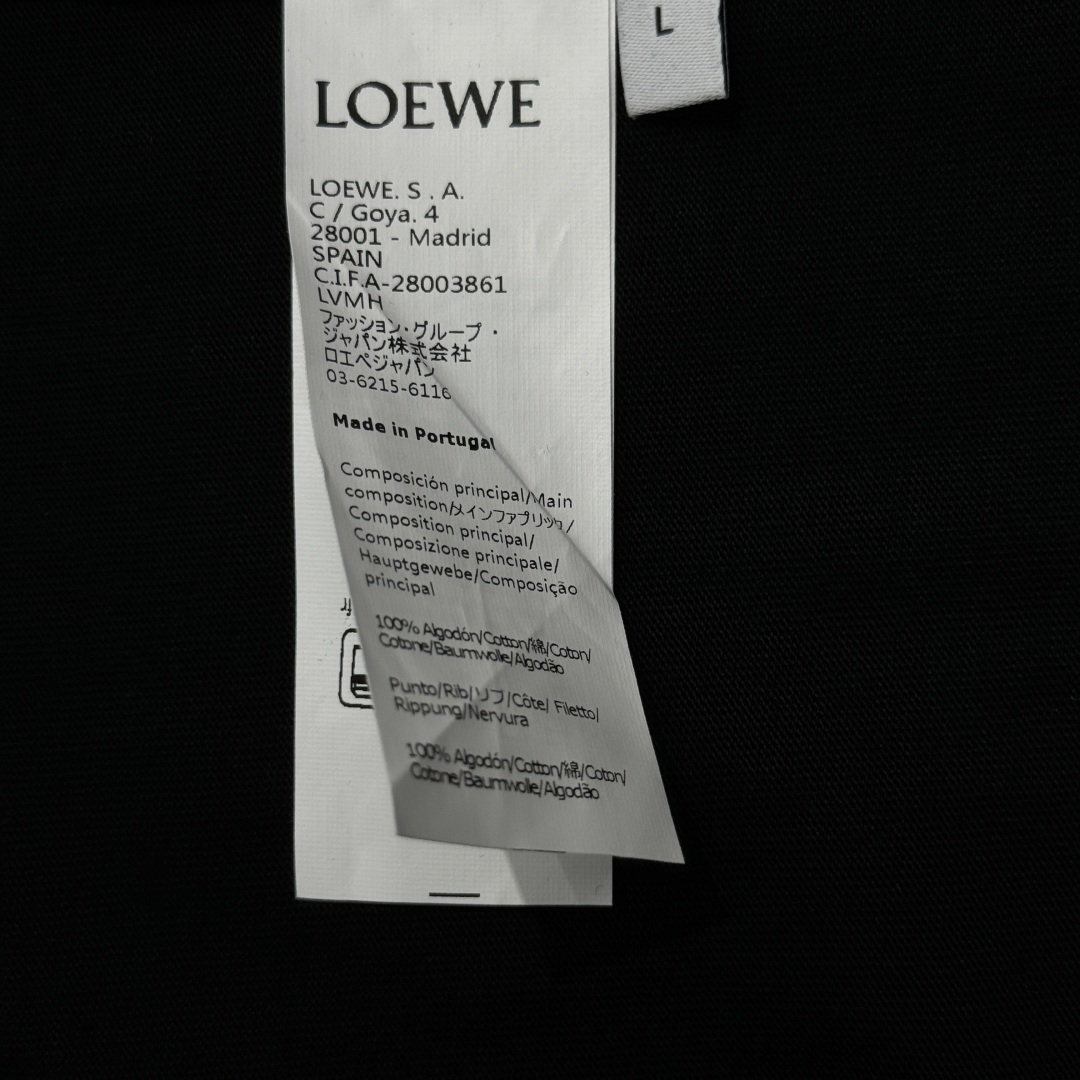 L
LOEWE
LOEWE. S . A.
C / Goya. 4
28001 - Madrid
SPAIN
C.I.F.A-28003861
LVMH
ファッション・グループ・
ジャパン株式会社
ロエベジャパン
03-6215-6116
Made in Portugal
Composición principal/Main
composition/メインファブリック/
Composition principal/
Composizione principale/
Hauptgewebe/Composição
principal
100% Algodón/Cotton/綿/Coton/
Cotone/Baumwolle/Algodão
Punto/Rib/リブ/Côte/ Filetto/
Rippung/Nervura
100% Algodón/Cotton/綿/Coton/
Cotone/Baumwolle/Algodão